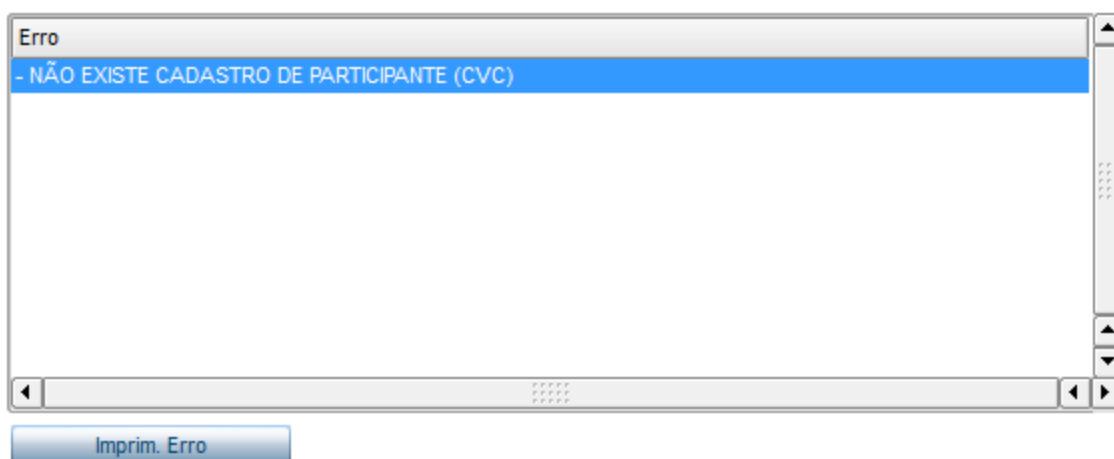 Erro
- NÃO EXISTE CADASTRO DE PARTICIPANTE (CVC)
Imprim. Erro